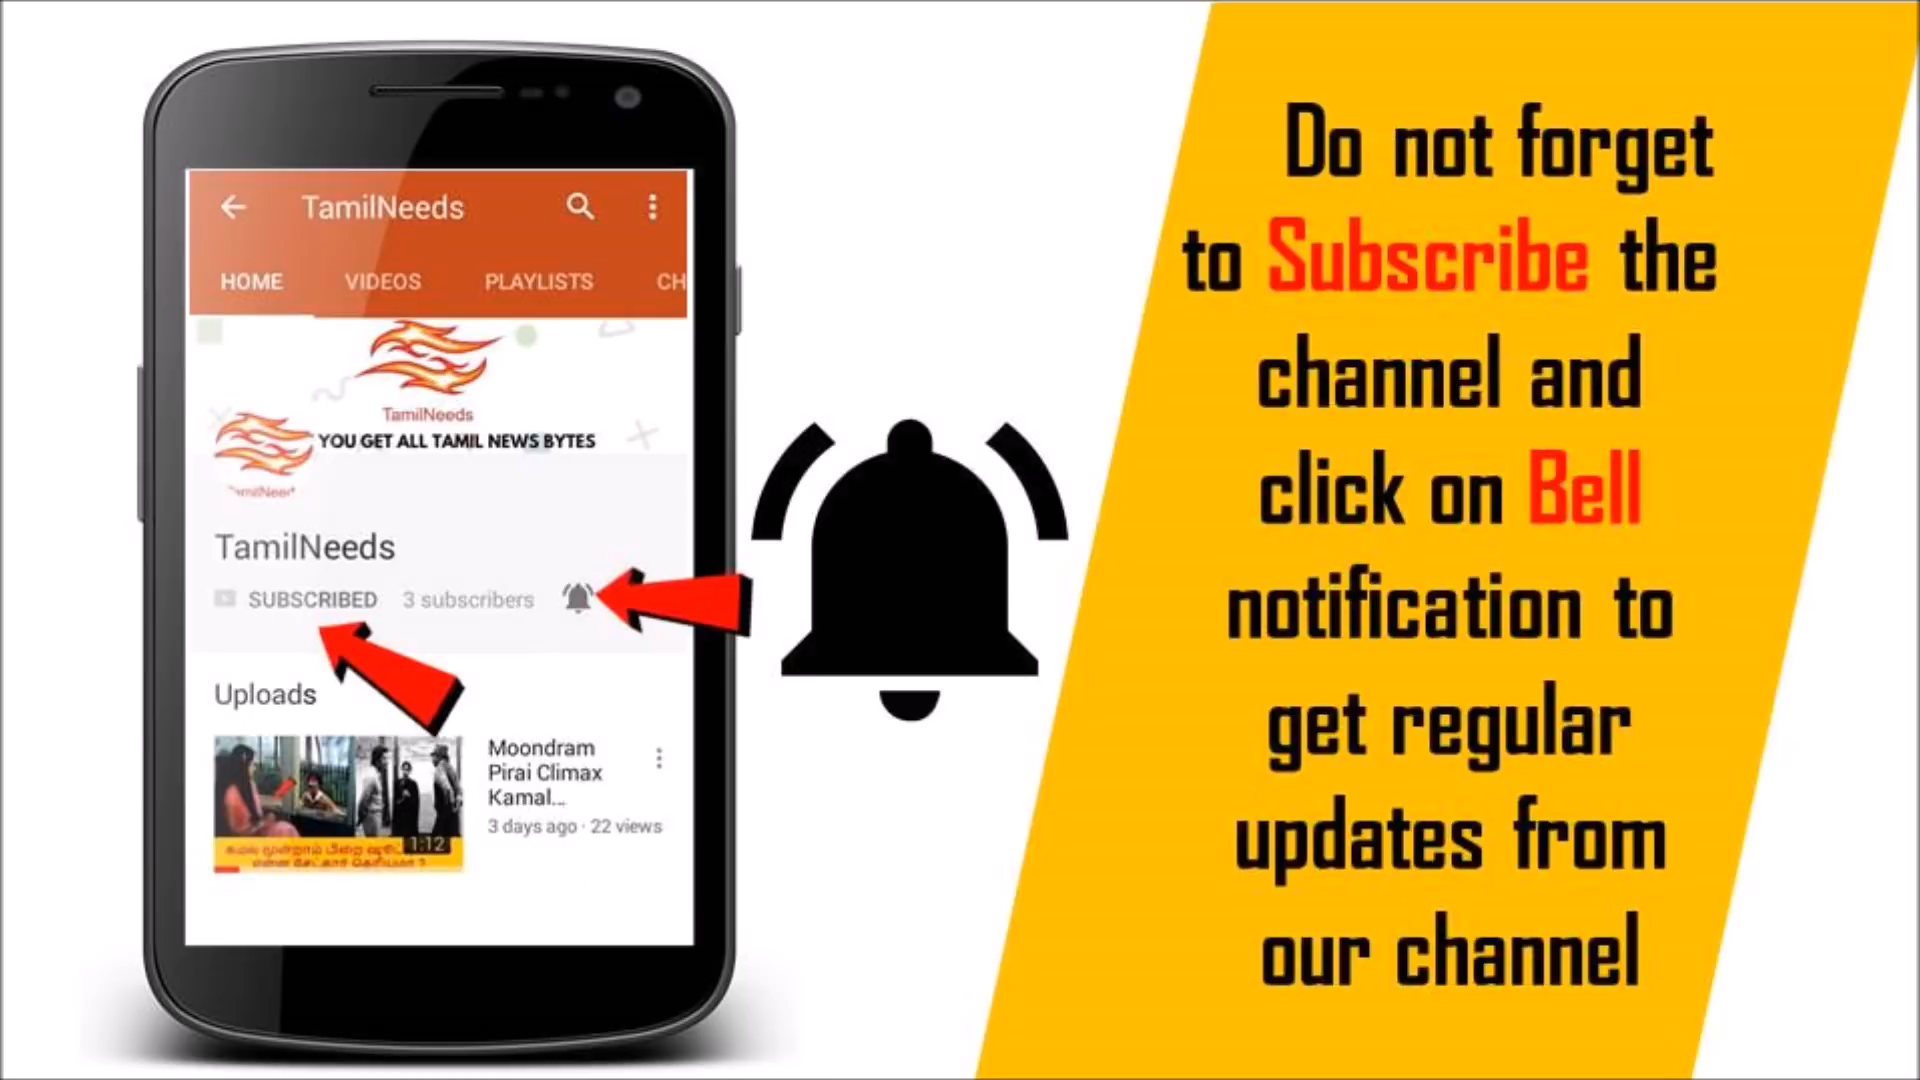 TamilNeeds
HOME VIDEOS PLAYLISTS CH
TamilNeeds
YOU GET ALL TAMIL NEWS BYTES
TamilNeeds
SUBSCRIBED 3 subscribers
Uploads
Moondram
Pirai Climax
Kamal...
3 days ago · 22 views
1:12
Do not forget
to Subscribe the
channel and
click on Bell
notification to
get regular
updates from
our channel